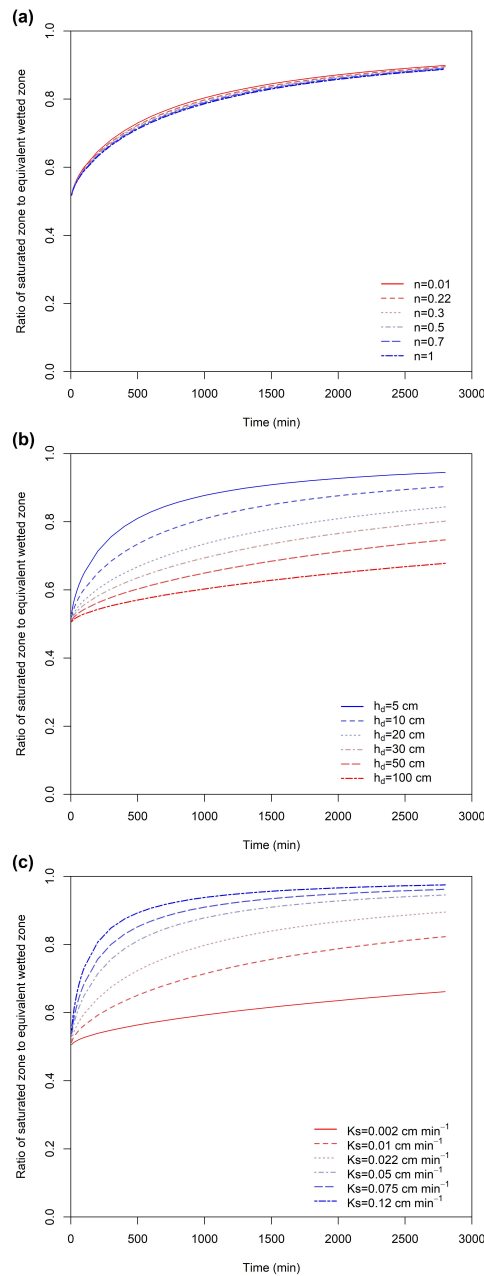 (a)
Ratio of saturated zone to equivalent wetted zone
1.0
0.8
0.6
0.4
0.2
0.0
n=0.01
n=0.22
n=0.3
n=0.5
n=0.7
n=1
0 500 1000 1500 2000 2500 3000
Time (min)
(b)
Ratio of saturated zone to equivalent wetted zone
1.0
0.8
0.6
0.4
0.2
0.0
h_d=5 cm
h_d=10 cm
h_d=20 cm
h_d=30 cm
h_d=50 cm
h_d=100 cm
0 500 1000 1500 2000 2500 3000
Time (min)
(c)
Ratio of saturated zone to equivalent wetted zone
1.0
0.8
0.6
0.4
0.2
0.0
Ks=0.002 cm min⁻¹
Ks=0.01 cm min⁻¹
Ks=0.022 cm min⁻¹
Ks=0.05 cm min⁻¹
Ks=0.075 cm min⁻¹
Ks=0.12 cm min⁻¹
0 500 1000 1500 2000 2500 3000
Time (min)